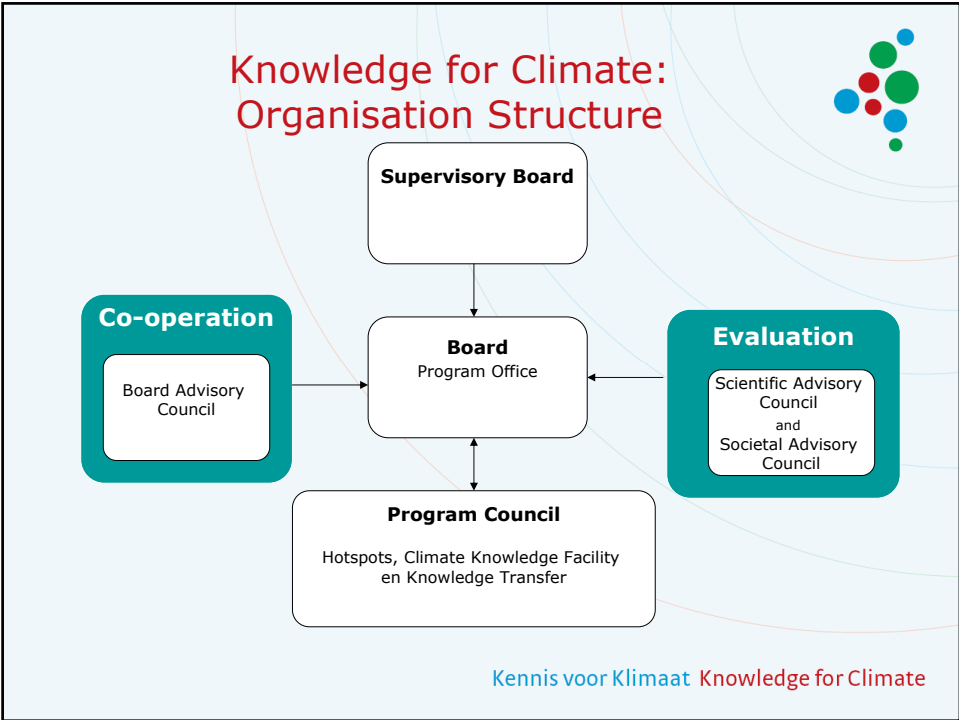 Knowledge for Climate:
Organisation Structure
Supervisory Board
Co-operation
Board Advisory
Council
Board
Program Office
Evaluation
Scientific Advisory
Council
and
Societal Advisory
Council
Program Council
Hotspots, Climate Knowledge Facility
en Knowledge Transfer
Kennis voor Klimaat Knowledge for Climate